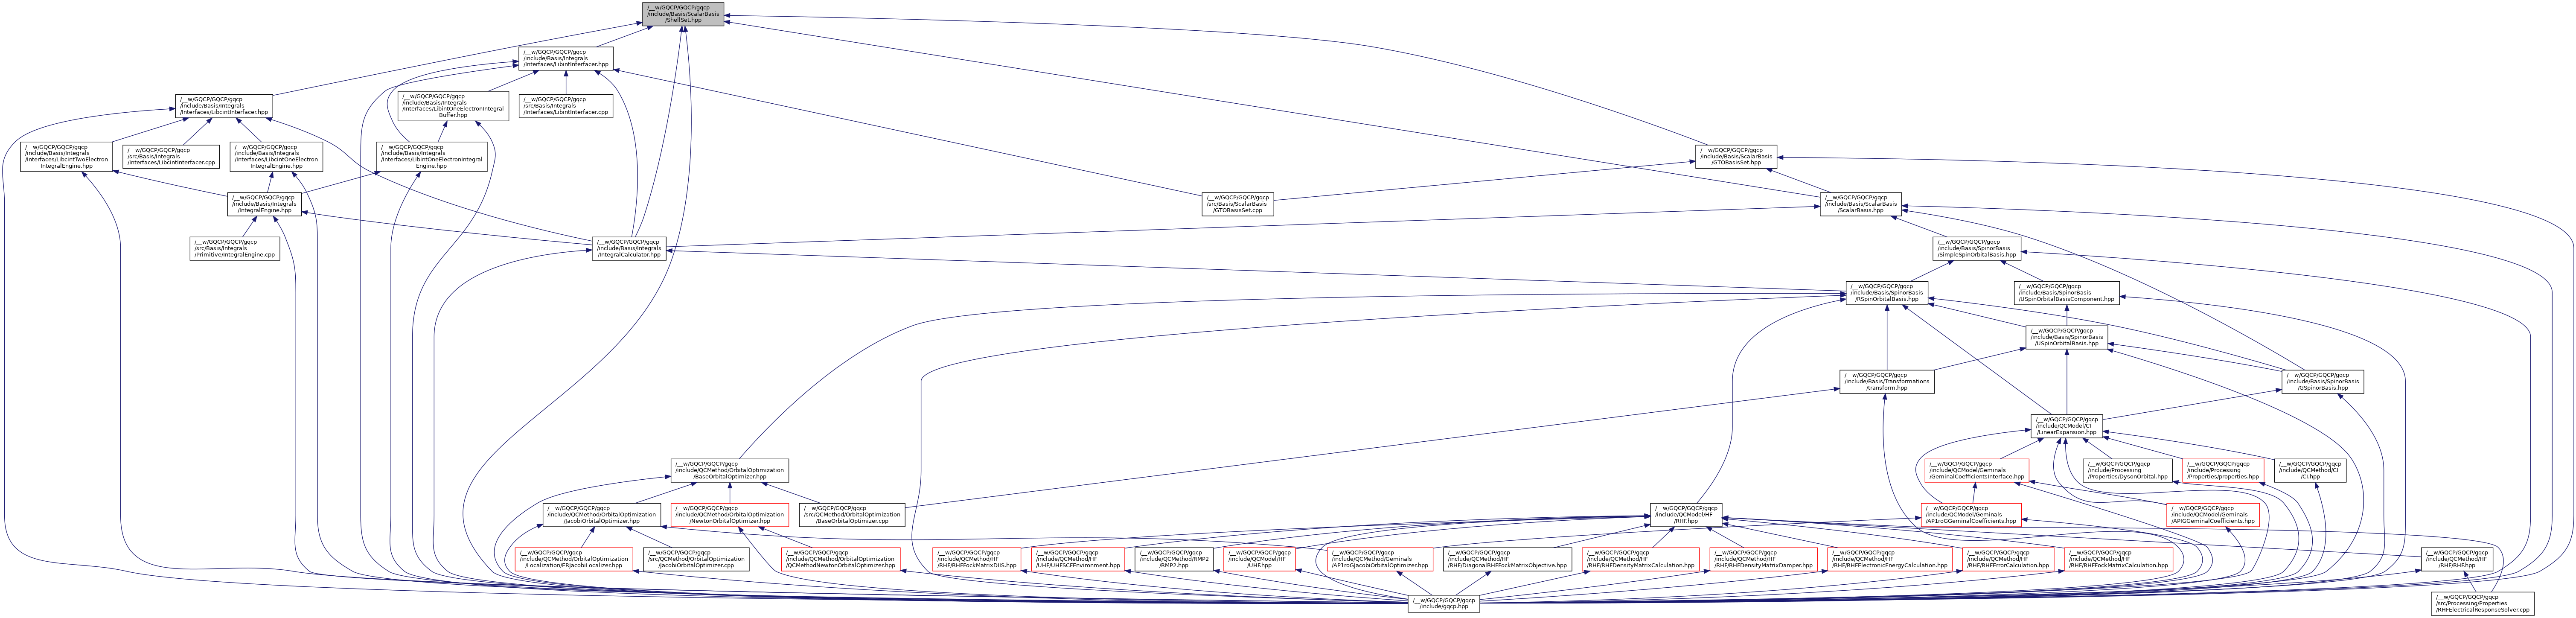 /__w/GQCP/GQCP/gqcp
/include/Basis/ScalarBasis
/ShellSet.hpp
/__w/GQCP/GQCP/gqcp
/include/Basis/Integrals
/Interfaces/LibintInterfacer.hpp
/__w/GQCP/GQCP/gqcp
/include/Basis/Integrals
/Interfaces/LibcintInterfacer.hpp
/__w/GQCP/GQCP/gqcp
/include/Basis/Integrals
/Interfaces/LibintOneElectronIntegral
Buffer.hpp
/__w/GQCP/GQCP/gqcp
/src/Basis/Integrals
/Interfaces/LibintInterfacer.cpp
/__w/GQCP/GQCP/gqcp
/include/Basis/Integrals
/Interfaces/LibcintTwoElectron
IntegralEngine.hpp
/__w/GQCP/GQCP/gqcp
/src/Basis/Integrals
/Interfaces/LibcintInterfacer.cpp
/__w/GQCP/GQCP/gqcp
/include/Basis/Integrals
/Interfaces/LibcintOneElectron
IntegralEngine.hpp
/__w/GQCP/GQCP/gqcp
/include/Basis/Integrals
/Interfaces/LibintOneElectronIntegral
Engine.hpp
/__w/GQCP/GQCP/gqcp
/include/Basis/ScalarBasis
/GTOBasisSet.hpp
/__w/GQCP/GQCP/gqcp
/include/Basis/Integrals
/IntegralEngine.hpp
/__w/GQCP/GQCP/gqcp
/src/Basis/ScalarBasis
/GTOBasisSet.cpp
/__w/GQCP/GQCP/gqcp
/include/Basis/ScalarBasis
/ScalarBasis.hpp
/__w/GQCP/GQCP/gqcp
/src/Basis/Integrals
/Primitive/IntegralEngine.cpp
/__w/GQCP/GQCP/gqcp
/include/Basis/Integrals
/IntegralCalculator.hpp
/__w/GQCP/GQCP/gqcp
/include/Basis/SpinorBasis
/SimpleSpinOrbitalBasis.hpp
/__w/GQCP/GQCP/gqcp
/include/Basis/SpinorBasis
/RSpinOrbitalBasis.hpp
/__w/GQCP/GQCP/gqcp
/include/Basis/SpinorBasis
/USpinOrbitalBasisComponent.hpp
/__w/GQCP/GQCP/gqcp
/include/Basis/SpinorBasis
/USpinOrbitalBasis.hpp
/__w/GQCP/GQCP/gqcp
/include/Basis/Transformations
/transform.hpp
/__w/GQCP/GQCP/gqcp
/include/Basis/SpinorBasis
/GSpinorBasis.hpp
/__w/GQCP/GQCP/gqcp
/include/QCModel/CI
/LinearExpansion.hpp
/__w/GQCP/GQCP/gqcp
/include/QCMethod/OrbitalOptimization
/BaseOrbitalOptimizer.hpp
/__w/GQCP/GQCP/gqcp
/include/QCModel/Geminals
/GeminalCoefficientsInterface.hpp
/__w/GQCP/GQCP/gqcp
/include/Processing
/Properties/DysonOrbital.hpp
/__w/GQCP/GQCP/gqcp
/include/Processing
/Properties/properties.hpp
/__w/GQCP/GQCP/gqcp
/include/QCMethod/CI
/CI.hpp
/__w/GQCP/GQCP/gqcp
/include/QCMethod/OrbitalOptimization
/JacobiOrbitalOptimizer.hpp
/__w/GQCP/GQCP/gqcp
/include/QCMethod/OrbitalOptimization
/NewtonOrbitalOptimizer.hpp
/__w/GQCP/GQCP/gqcp
/src/QCMethod/OrbitalOptimization
/BaseOrbitalOptimizer.cpp
/__w/GQCP/GQCP/gqcp
/include/QCModel/HF
/RHF.hpp
/__w/GQCP/GQCP/gqcp
/include/QCModel/Geminals
/AP1roGGeminalCoefficients.hpp
/__w/GQCP/GQCP/gqcp
/include/QCModel/Geminals
/APIGGeminalCoefficients.hpp
/__w/GQCP/GQCP/gqcp
/include/QCMethod/OrbitalOptimization
/Localization/ERJacobiLocalizer.hpp
/__w/GQCP/GQCP/gqcp
/src/QCMethod/OrbitalOptimization
/JacobiOrbitalOptimizer.cpp
/__w/GQCP/GQCP/gqcp
/include/QCMethod/OrbitalOptimization
/QCMethodNewtonOrbitalOptimizer.hpp
/__w/GQCP/GQCP/gqcp
/include/QCMethod/HF
/RHF/RHFFockMatrixDIIS.hpp
/__w/GQCP/GQCP/gqcp
/include/QCMethod/HF
/UHF/UHFSCFEnvironment.hpp
/__w/GQCP/GQCP/gqcp
/include/QCMethod/RMP2
/RMP2.hpp
/__w/GQCP/GQCP/gqcp
/include/QCModel/HF
/UHF.hpp
/__w/GQCP/GQCP/gqcp
/include/QCMethod/Geminals
/AP1roGJacobiOrbitalOptimizer.hpp
/__w/GQCP/GQCP/gqcp
/include/QCMethod/HF
/RHF/DiagonalRHFFockMatrixObjective.hpp
/__w/GQCP/GQCP/gqcp
/include/QCMethod/HF
/RHF/RHFDensityMatrixCalculation.hpp
/__w/GQCP/GQCP/gqcp
/include/QCMethod/HF
/RHF/RHFDensityMatrixDamper.hpp
/__w/GQCP/GQCP/gqcp
/include/QCMethod/HF
/RHF/RHFElectronicEnergyCalculation.hpp
/__w/GQCP/GQCP/gqcp
/include/QCMethod/HF
/RHF/RHFErrorCalculation.hpp
/__w/GQCP/GQCP/gqcp
/include/QCMethod/HF
/RHF/RHFFockMatrixCalculation.hpp
/__w/GQCP/GQCP/gqcp
/include/QCMethod/HF
/RHF/RHF.hpp
/__w/GQCP/GQCP/gqcp
/include/gqcp.hpp
/__w/GQCP/GQCP/gqcp
/src/Processing/Properties
/RHFElectricalResponseSolver.cpp